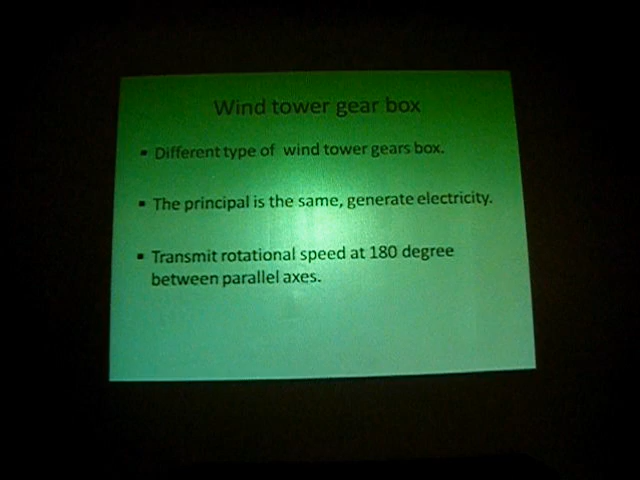 Wind tower gear box
▪ Different type of wind tower gears box.
▪ The principal is the same, generate electricity.
▪ Transmit rotational speed at 180 degree
between parallel axes.